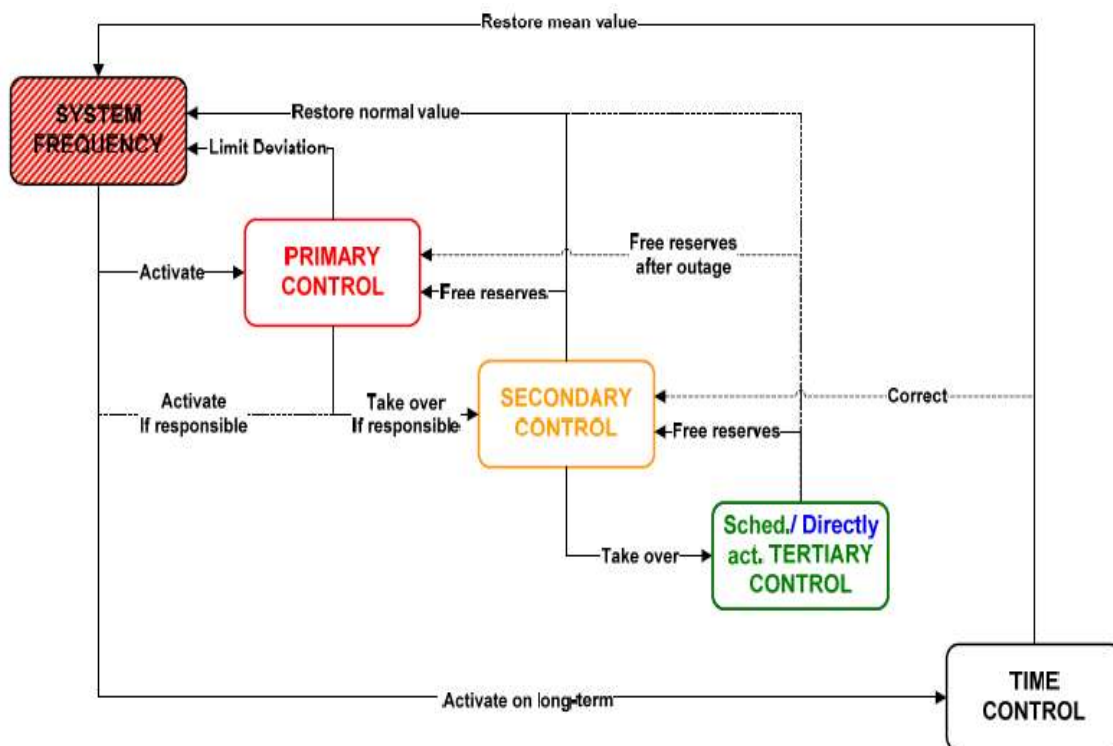 Restore mean value
SYSTEM
FREQUENCY
Restore normal value
Limit Deviation
PRIMARY
CONTROL
Activate
Free reserves
after outage
Free reserves
Activate
If responsible
Take over
If responsible
SECONDARY
CONTROL
Correct
Free reserves
Sched./ Directly
act. TERTIARY
CONTROL
Take over
TIME
CONTROL
Activate on long-term